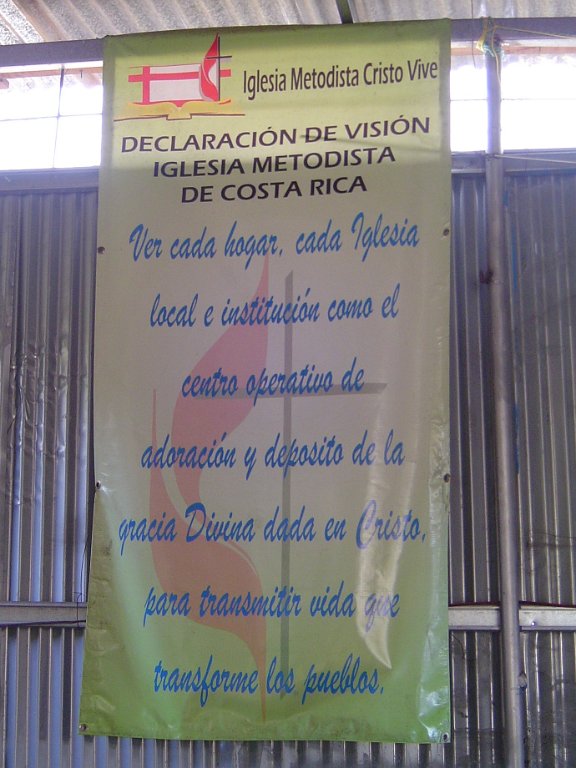 Iglesia Metodista Cristo Vive
DECLARACIÓN DE VISIÓN
IGLESIA METODISTA
DE COSTA RICA
Ver cada hogar, cada Iglesia
local e institución como el
centro operativo de
adoración y deposito de la
gracia Divina dada en Cristo,
para transmitir vida que
transforme los pueblos.